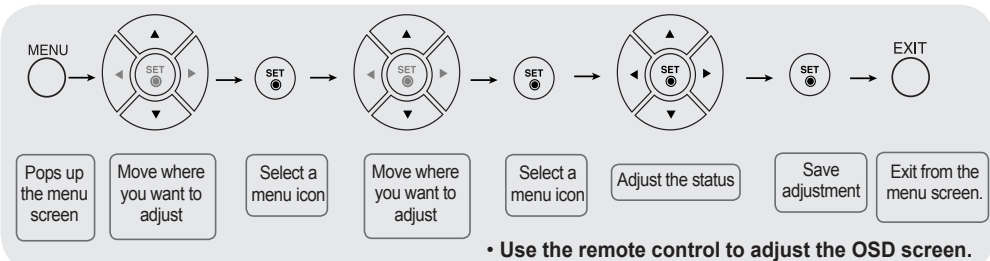 MENU
SET
SET
SET
SET
SET
SET
EXIT
Pops up
the menu
screen
Move where
you want to
adjust
Select a
menu icon
Move where
you want to
adjust
Select a
menu icon
Adjust the status
Save
adjustment
Exit from the
menu screen.
• Use the remote control to adjust the OSD screen.